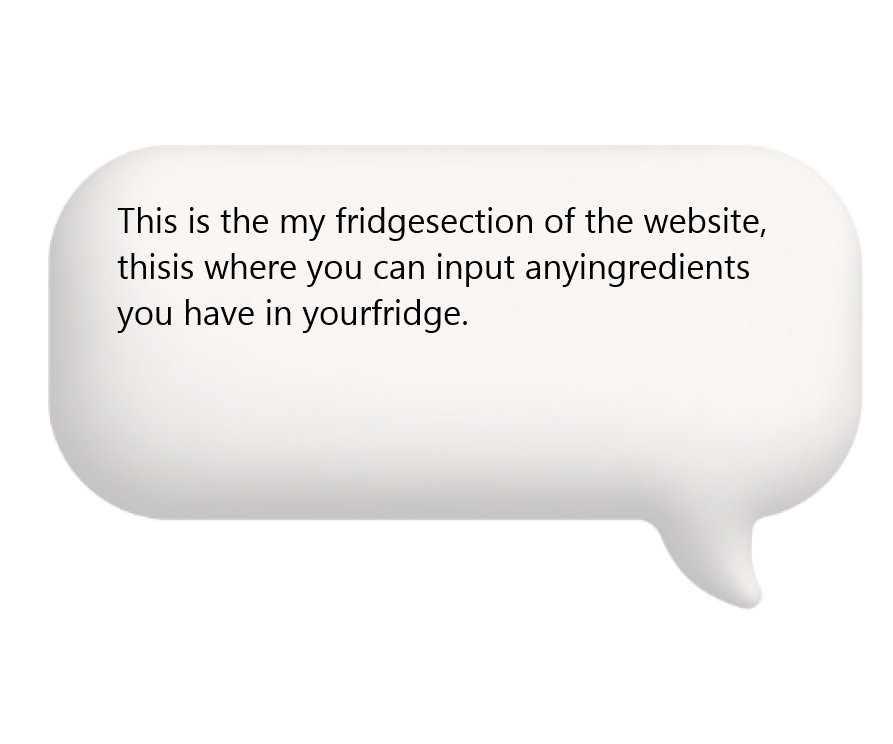 This is the my fridgesection of the website,
thisis where you can input anyingredients
you have in yourfridge.